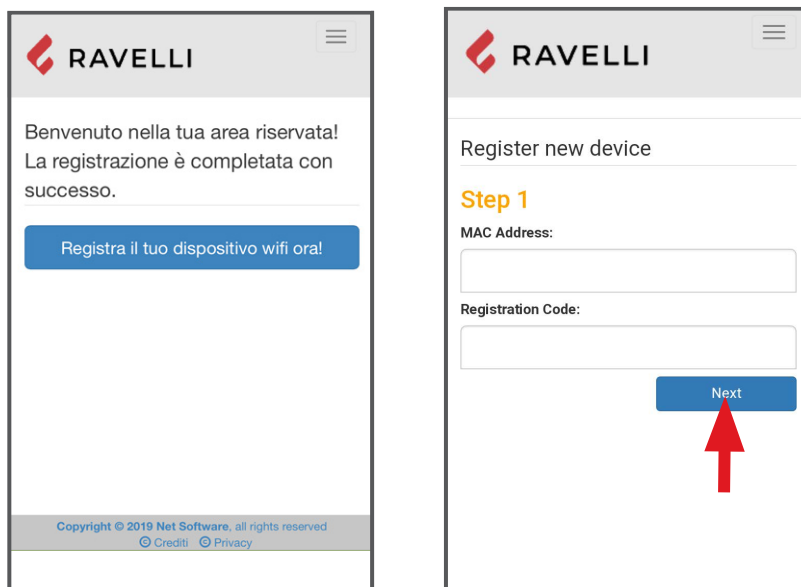 RAVELLI
Benvenuto nella tua area riservata!
La registrazione è completata con
successo.
Registra il tuo dispositivo wifi ora!
Copyright © 2019 Net Software, all rights reserved
© Crediti © Privacy
RAVELLI
Register new device
Step 1
MAC Address:
Registration Code:
Next